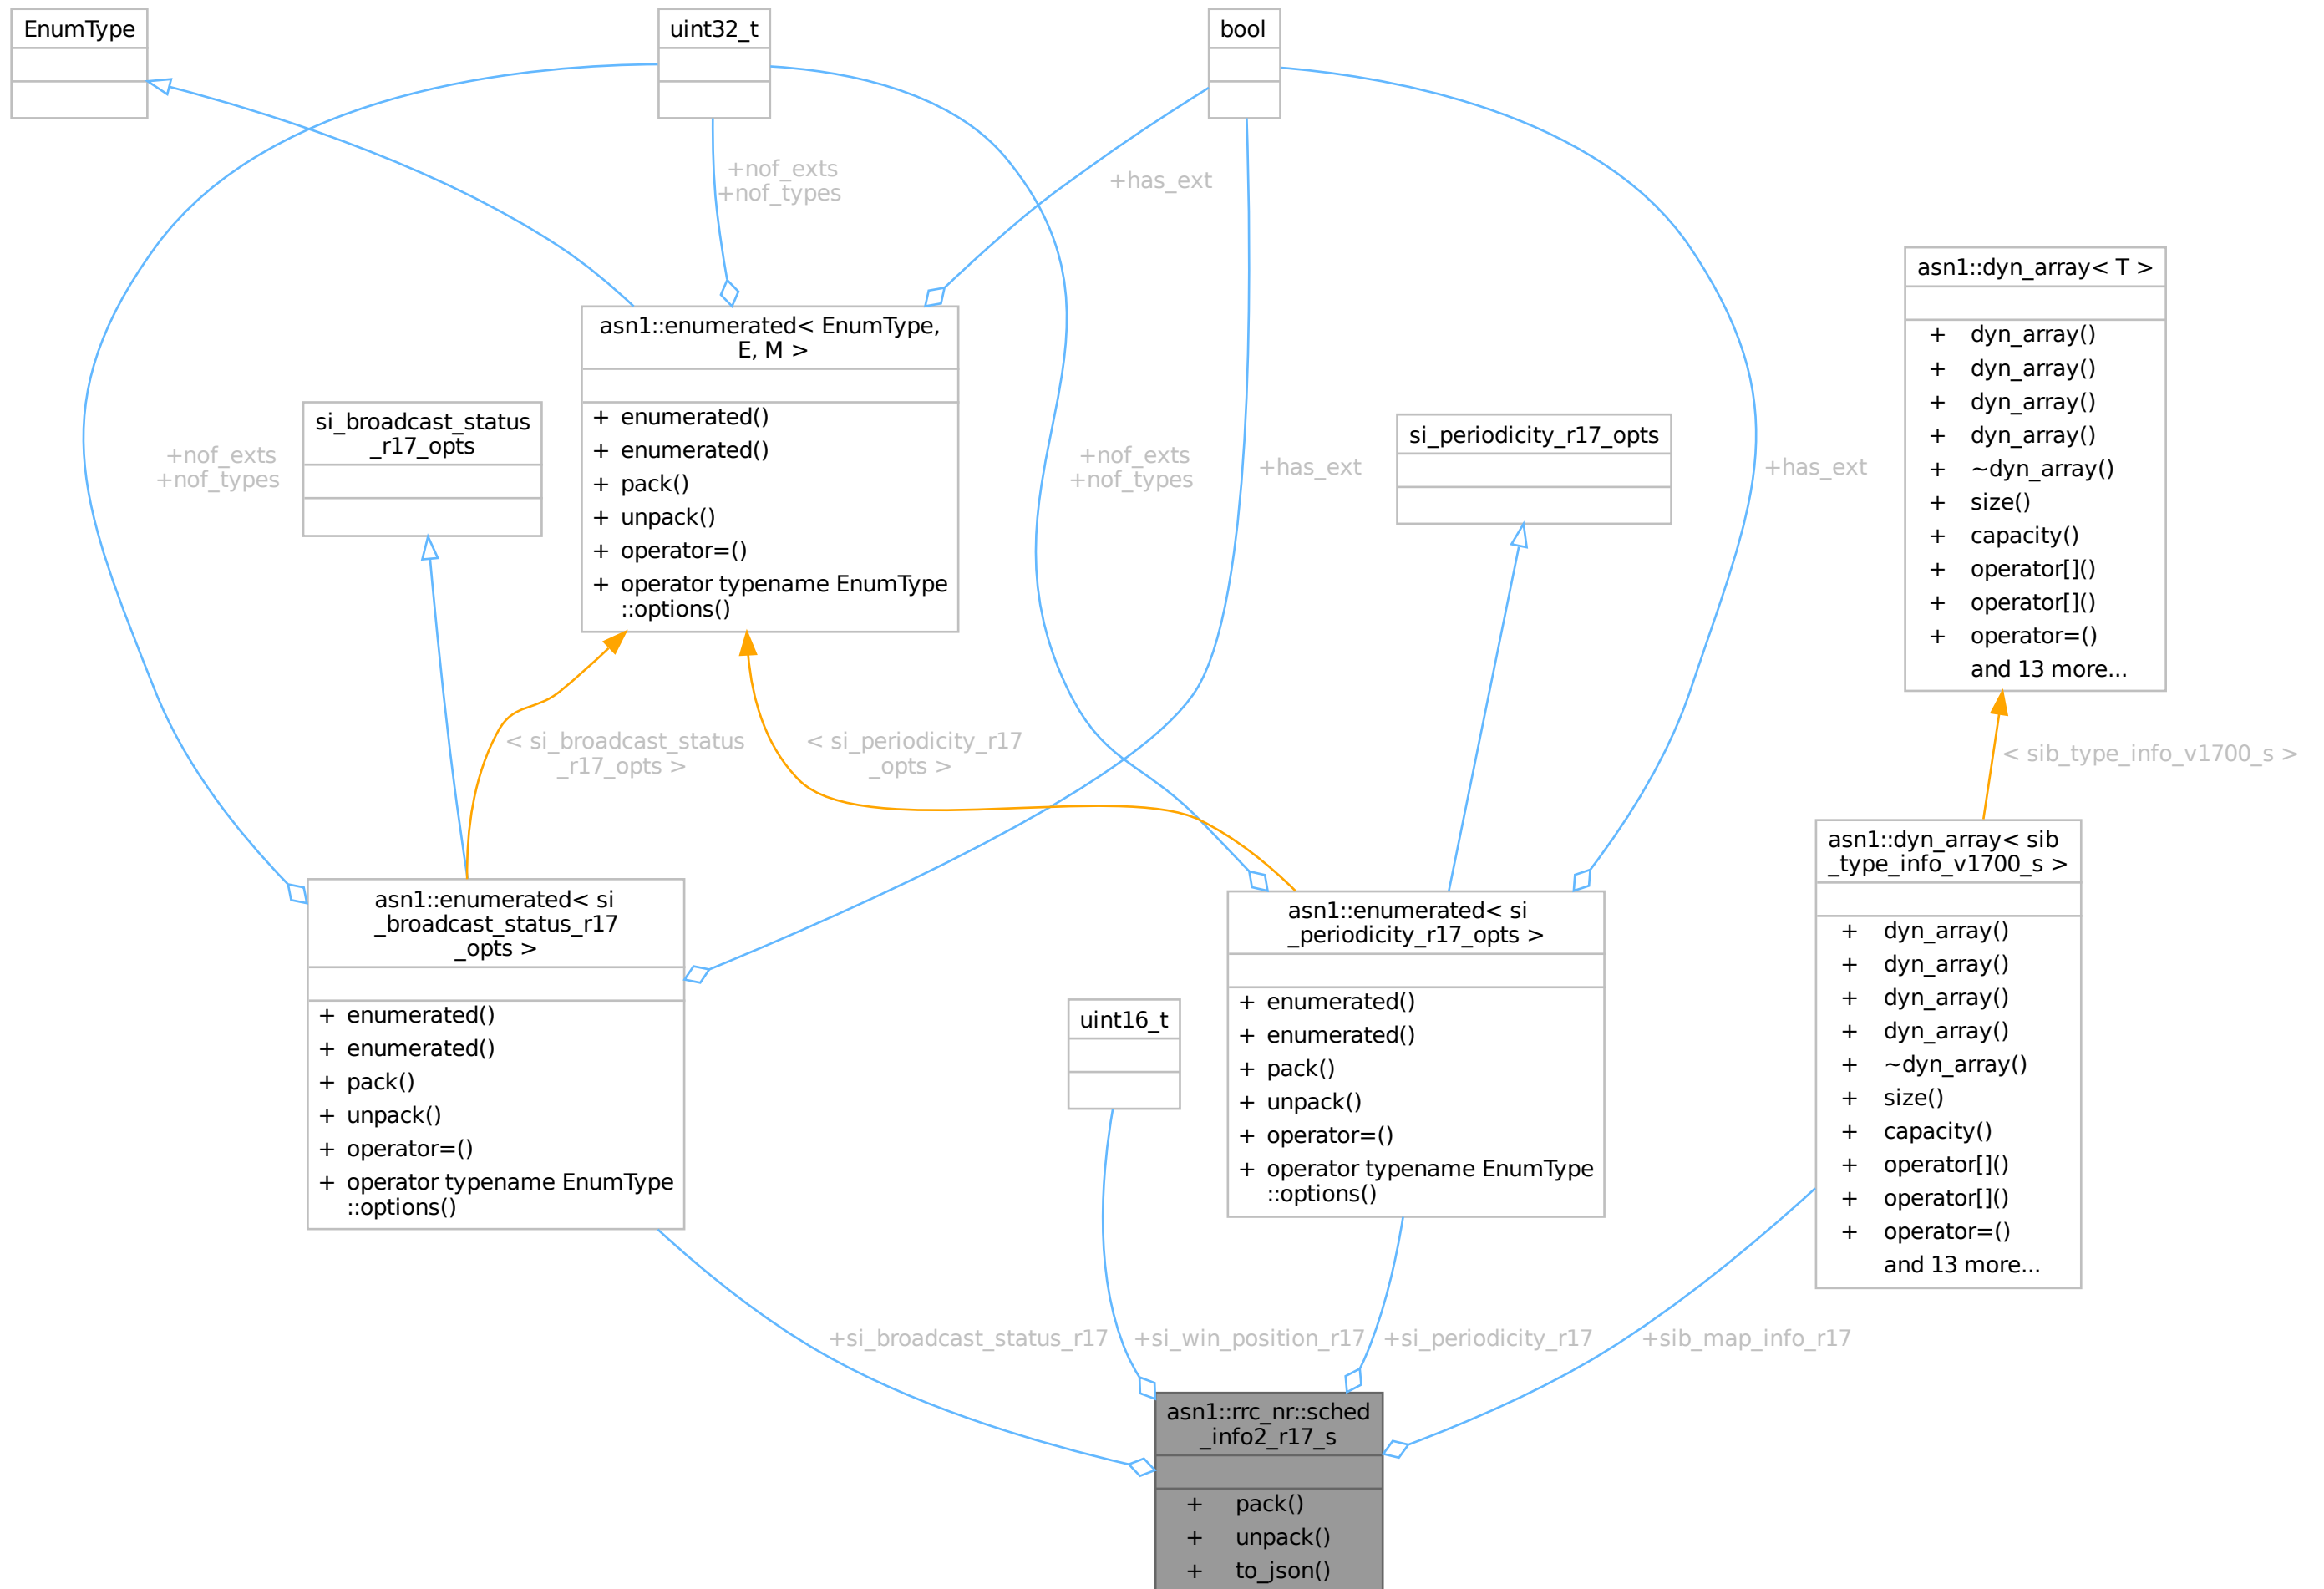 EnumType
uint32_t
bool
+nof_exts
+nof_types
+has_ext
asn1::dyn_array< T >
+ dyn_array()
+ dyn_array()
+ dyn_array()
+ dyn_array()
+ ~dyn_array()
+ size()
+ capacity()
+ operator[]()
+ operator[]()
+ operator=()
and 13 more...
asn1::enumerated< EnumType,
E, M >
+ enumerated()
+ enumerated()
+ pack()
+ unpack()
+ operator=()
+ operator typename EnumType
::options()
si_broadcast_status
_r17_opts
si_periodicity_r17_opts
+nof_exts
+nof_types
+nof_exts
+nof_types
+has_ext
+has_ext
< si_broadcast_status
_r17_opts >
< si_periodicity_r17
_opts >
< sib_type_info_v1700_s >
asn1::enumerated< si
_broadcast_status_r17
_opts >
+ enumerated()
+ enumerated()
+ pack()
+ unpack()
+ operator=()
+ operator typename EnumType
::options()
uint16_t
asn1::enumerated< si
_periodicity_r17_opts >
+ enumerated()
+ enumerated()
+ pack()
+ unpack()
+ operator=()
+ operator typename EnumType
::options()
asn1::dyn_array< sib
_type_info_v1700_s >
+ dyn_array()
+ dyn_array()
+ dyn_array()
+ dyn_array()
+ ~dyn_array()
+ size()
+ capacity()
+ operator[]()
+ operator[]()
+ operator=()
and 13 more...
+si_broadcast_status_r17
+si_win_position_r17
+si_periodicity_r17
+sib_map_info_r17
asn1::rrc_nr::sched
_info2_r17_s
+ pack()
+ unpack()
+ to_json()